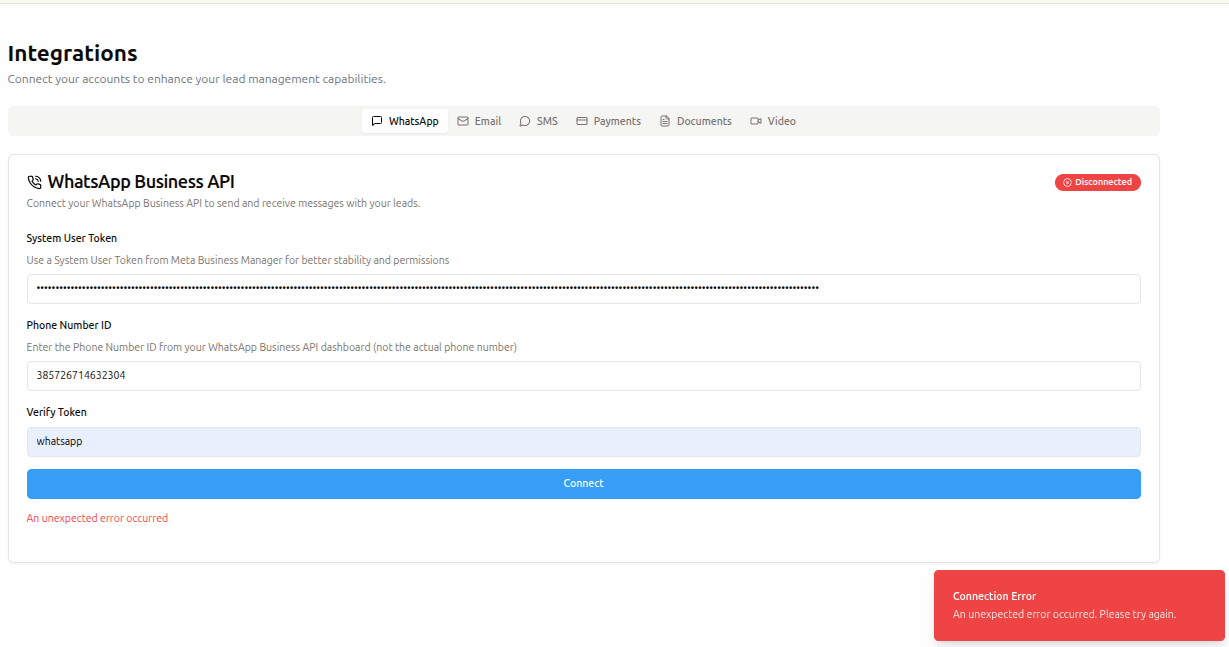 Integrations
Connect your accounts to enhance your lead management capabilities.
WhatsApp Email SMS Payments Documents Video
WhatsApp Business API
Disconnected
Connect your WhatsApp Business API to send and receive messages with your leads.
System User Token
Use a System User Token from Meta Business Manager for better stability and permissions
Phone Number ID
Enter the Phone Number ID from your WhatsApp Business API dashboard (not the actual phone number)
385726714632304
Verify Token
whatsapp
Connect
An unexpected error occurred
Connection Error
An unexpected error occurred. Please try again.